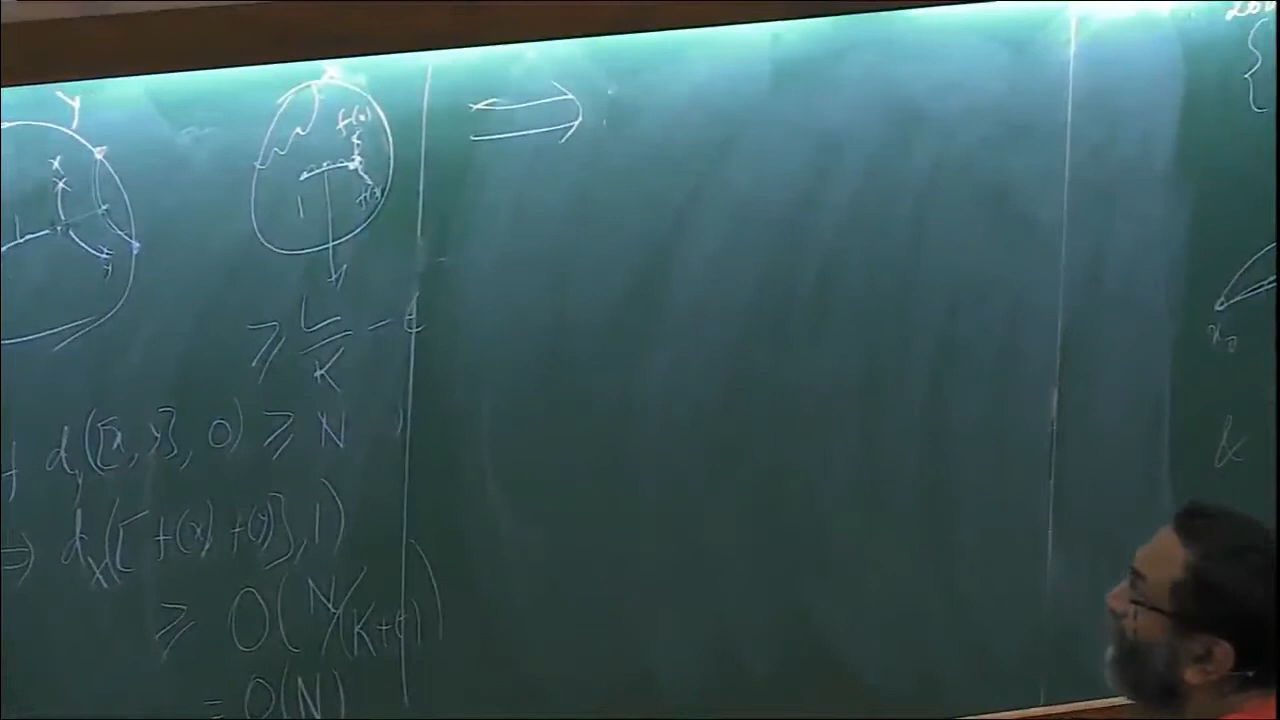 Y
x
y
L
f(x)
f(y)
1
≥ L/K - ε
d_y([x, y], 0) ≥ N
⇒ d_X([f(x) f(y)], 1)
≥ O(N/(K+ε))
= O(N)
x_0
&